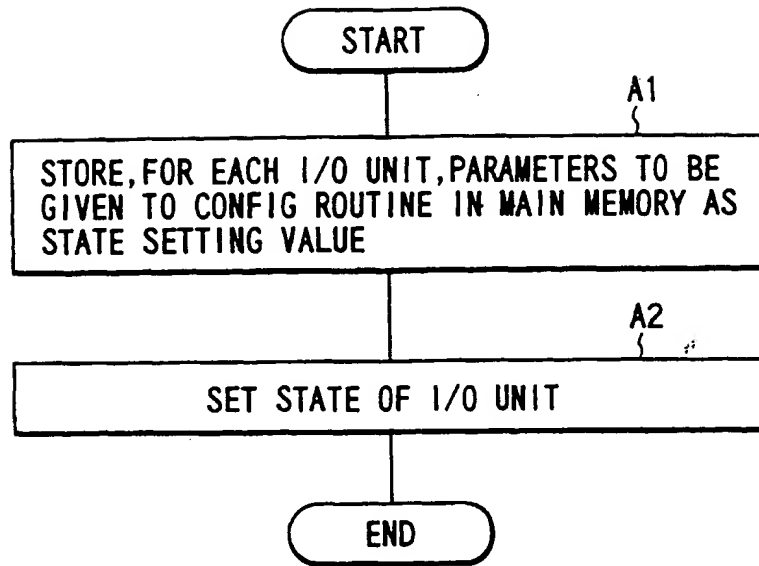 START
A1
STORE,FOR EACH I/O UNIT,PARAMETERS TO BE
GIVEN TO CONFIG ROUTINE IN MAIN MEMORY AS
STATE SETTING VALUE
A2
SET STATE OF I/O UNIT
END